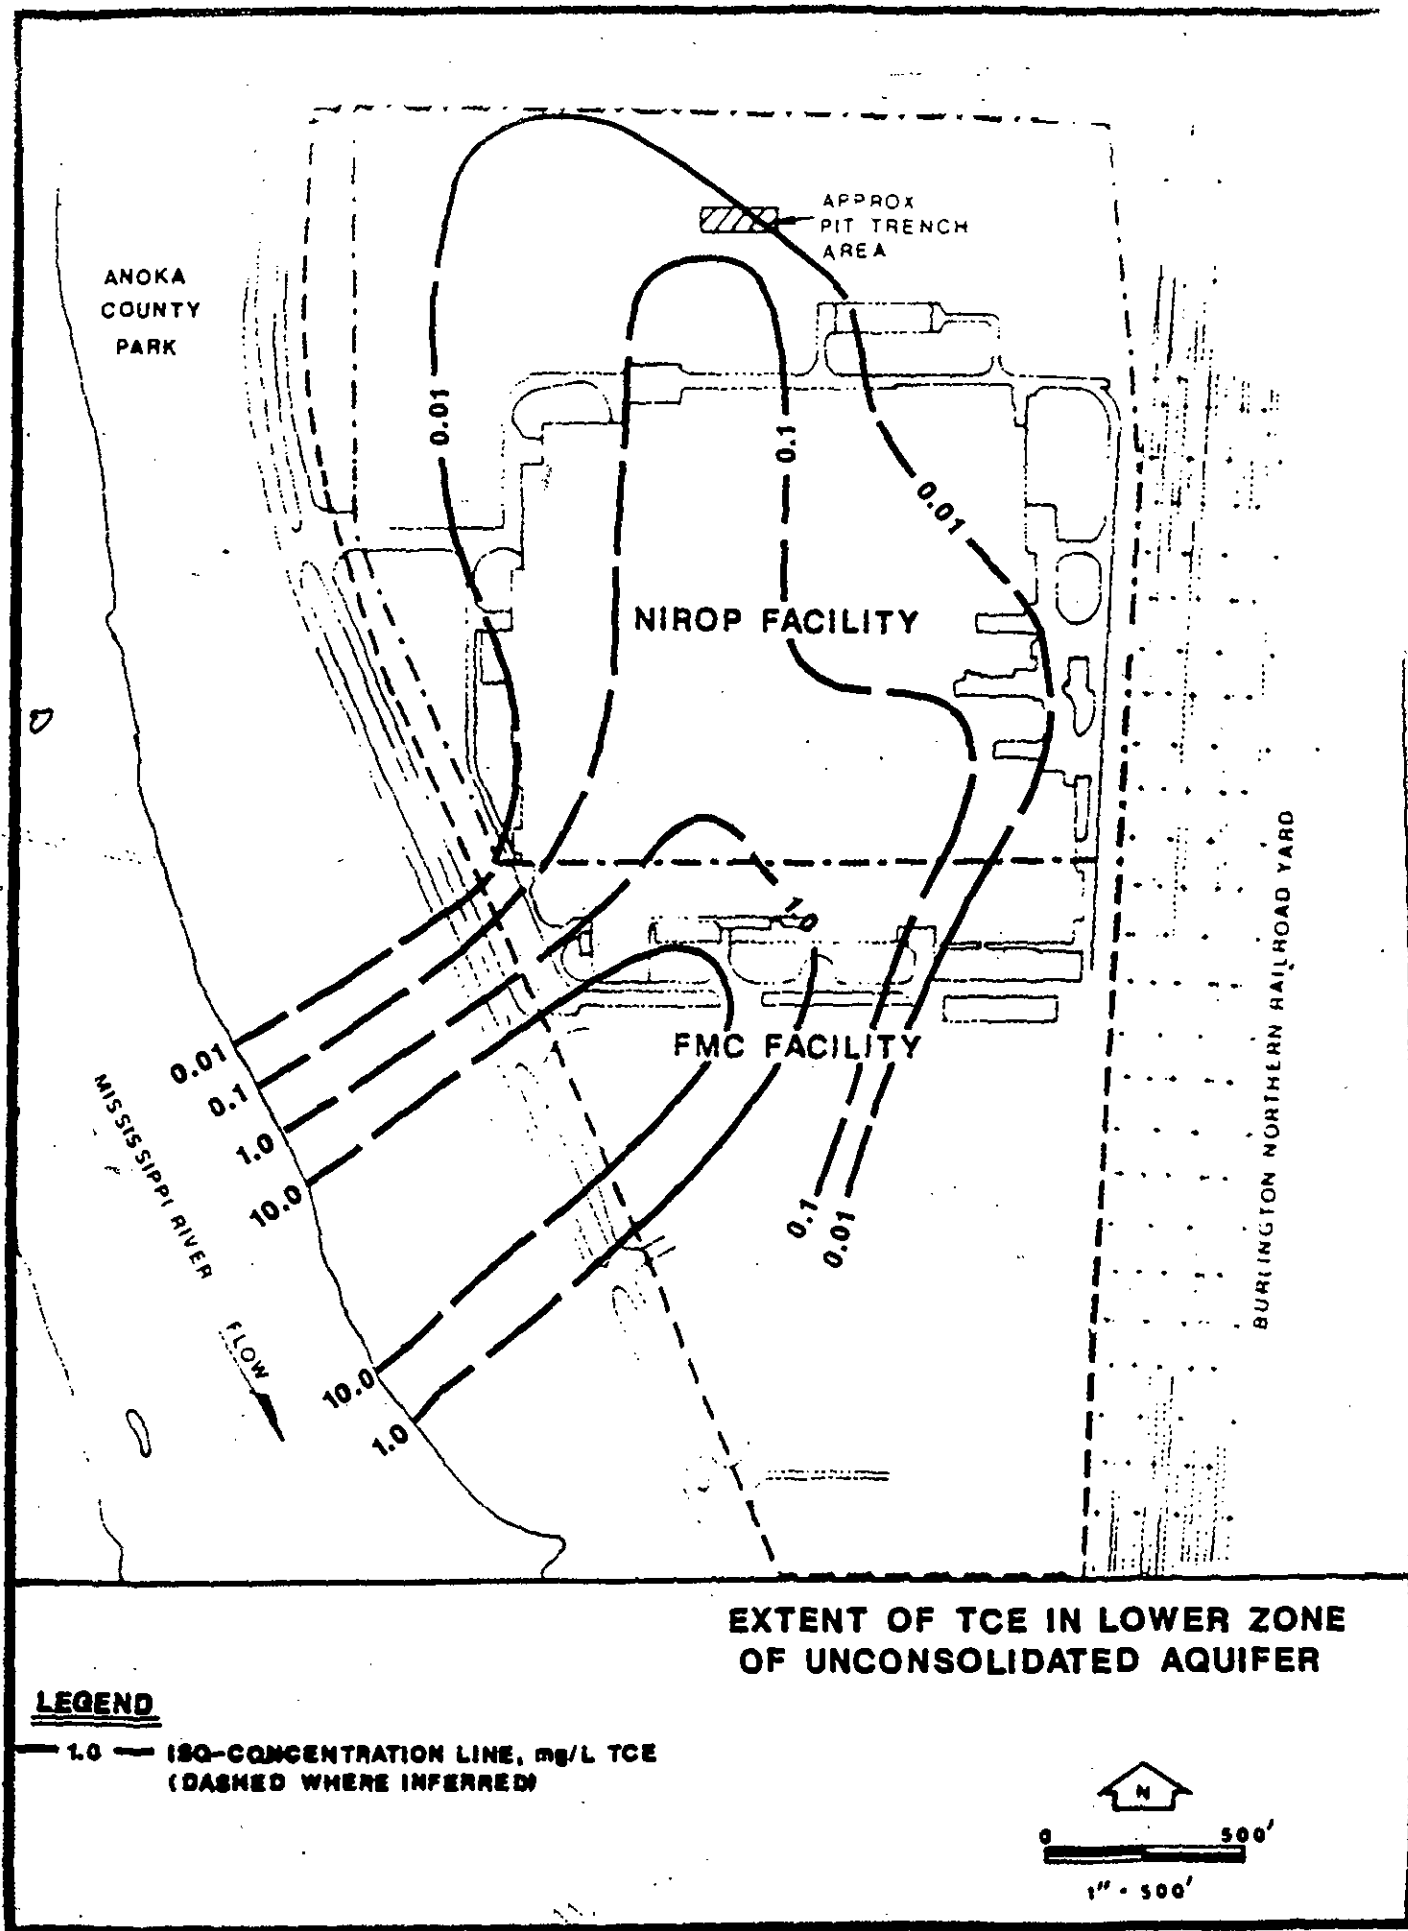 APPROX
PIT TRENCH
AREA
ANOKA
COUNTY
PARK
0.01
0.1
0.01
NIROP FACILITY
1.0
FMC FACILITY
0.01
0.1
1.0
10.0
MISSISSIPPI RIVER
FLOW
0.1
0.01
10.0
1.0
BURLINGTON NORTHERN RAILROAD YARD
EXTENT OF TCE IN LOWER ZONE
OF UNCONSOLIDATED AQUIFER
LEGEND
1.0 ISO-CONCENTRATION LINE, mg/L TCE
(DASHED WHERE INFERRED)
N
0 500'
1" = 500'